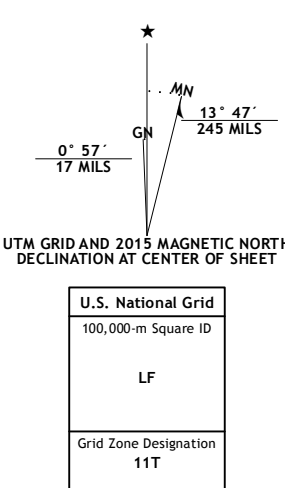 ★
MN
GN
13° 47´
245 MILS
0° 57´
17 MILS
UTM GRID AND 2015 MAGNETIC NORTH
DECLINATION AT CENTER OF SHEET
U.S. National Grid
100,000-m Square ID
LF
Grid Zone Designation
11T